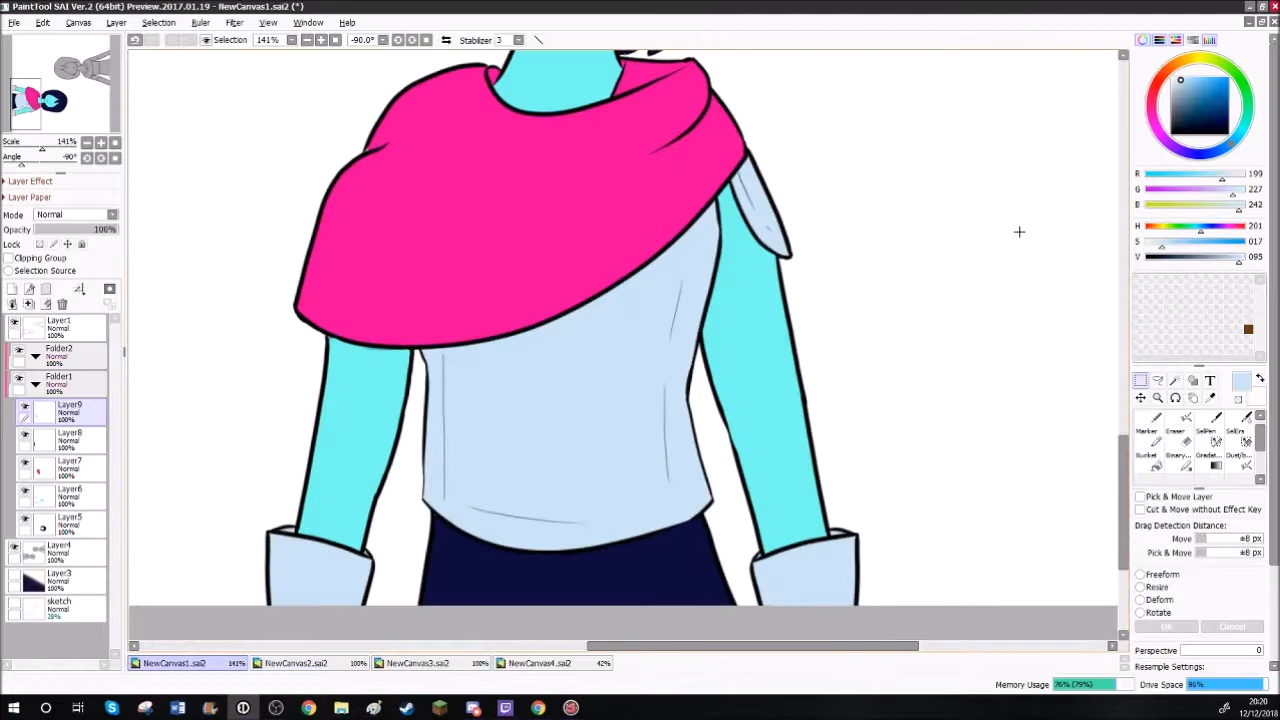 PaintTool SAI Ver.2 (64bit) Preview.2017.01.19 - NewCanvas1.sai2 (*)
File Edit Canvas Layer Selection Ruler Filter View Window Help
Selection 141% -90.0° Stabilizer 3
Scale 141%
Angle -90°
Layer Effect
Layer Paper
Mode Normal
Opacity 100%
Lock
Clipping Group
Selection Source
Layer1
Normal
100%
Folder2
Normal
100%
Folder1
Normal
100%
Layer9
Normal
100%
Layer8
Normal
100%
Layer7
Normal
100%
Layer6
Normal
100%
Layer5
Normal
100%
Layer4
Normal
100%
Layer3
Normal
100%
sketch
Normal
28%
R 199
G 227
B 242
H 201
S 017
V 095
T
Marker Eraser SelPen SelErs
Bucket Binary... Gradat... Dust/b...
Pick & Move Layer
Cut & Move without Effect Key
Drag Detection Distance:
Move ±8 px
Pick & Move ±8 px
Freeform
Resize
Deform
Rotate
OK Cancel
Perspective 0
Resample Settings:
NewCanvas1.sai2 141% NewCanvas2.sai2 100% NewCanvas3.sai2 100% NewCanvas4.sai2 42%
Memory Usage 76% (79%) Drive Space 96%
20:20
12/12/2018